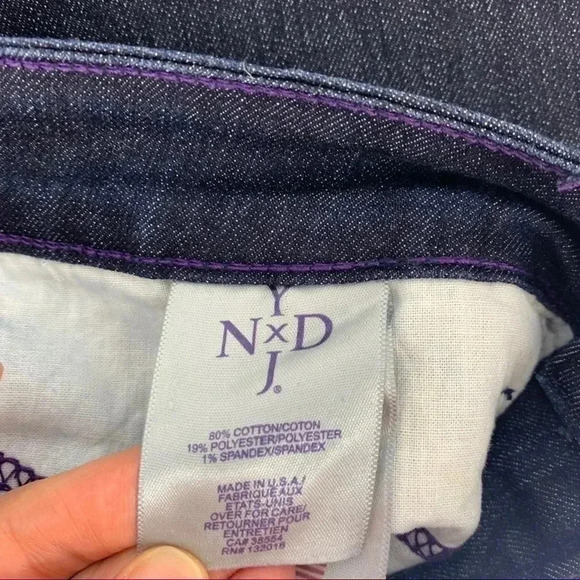 Y
N x D
J®
80% COTTON/COTON
19% POLYESTER/POLYESTER
1% SPANDEX/SPANDEX
MADE IN U.S.A./
FABRIQUE AUX
ETATS-UNIS
OVER FOR CARE/
RETOURNER POUR
ENTRETIEN
CA# 38554
RN# 132018